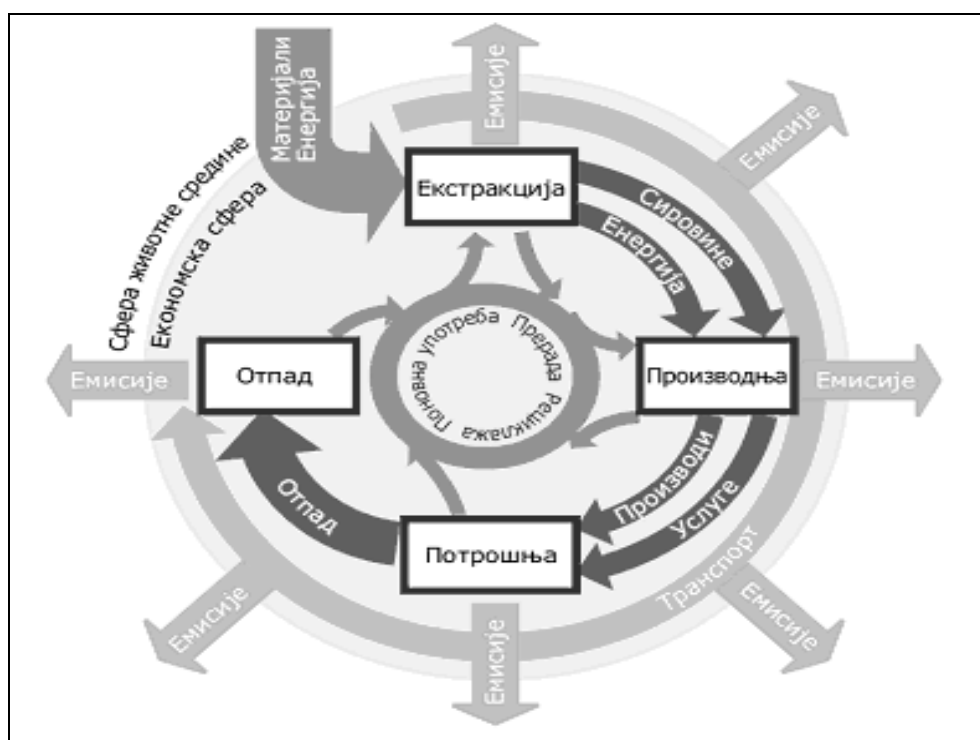 Материјали
Енергија
Емисије
Емисије
Сфера животне средине
Економска сфера
Екстракција
Сировине
Енергија
Поновна употреба Прерада Рециклажа
Емисије
Отпад
Производња
Емисије
Отпад
Производи
Услуге
Потрошња
Транспорт
Емисије
Емисије
Емисије